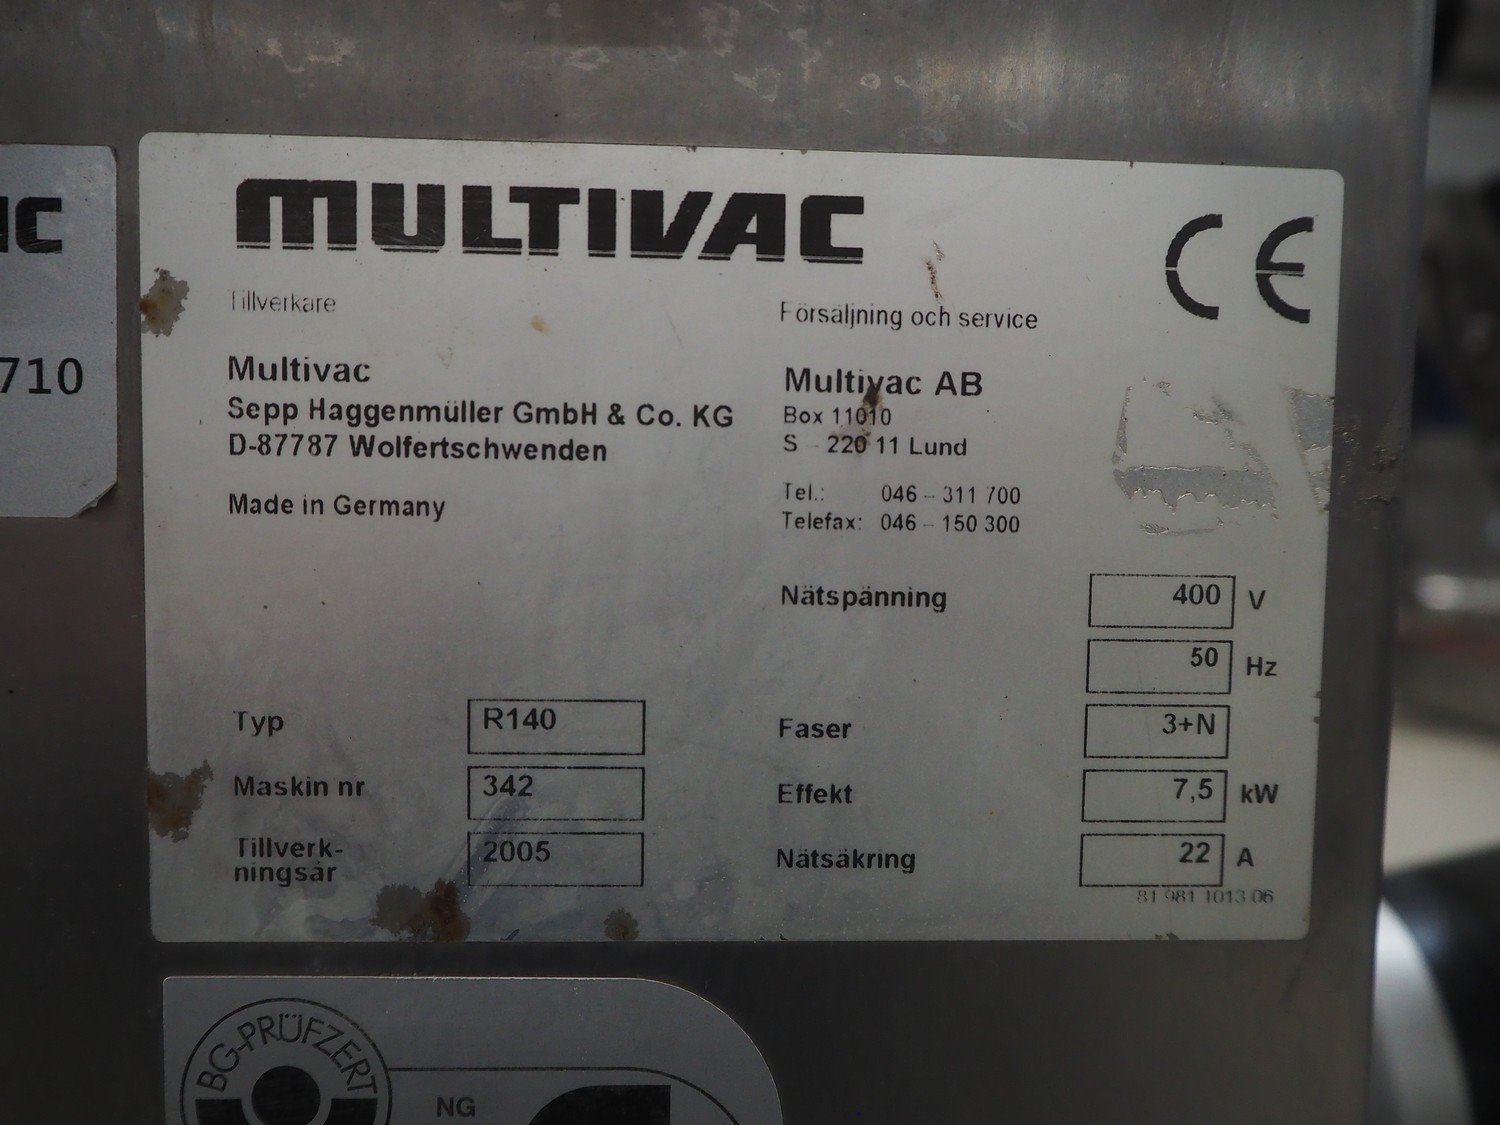 MULTIVAC
Tillverkare
Multivac
Sepp Haggenmüller GmbH & Co. KG
D-87787 Wolfertschwenden
Made in Germany
Typ R140
Maskin nr 342
Tillverk-
ningsår 2005
CE
Försäljning och service
Multivac AB
Box 11010
S - 220 11 Lund
Tel.: 046 - 311 700
Telefax: 046 - 150 300
Nätspänning 400 V
50 Hz
Faser 3+N
Effekt 7,5 kW
Nätsäkring 22 A
81 981 1013 06
710
BG-PRÜFZERT
NG